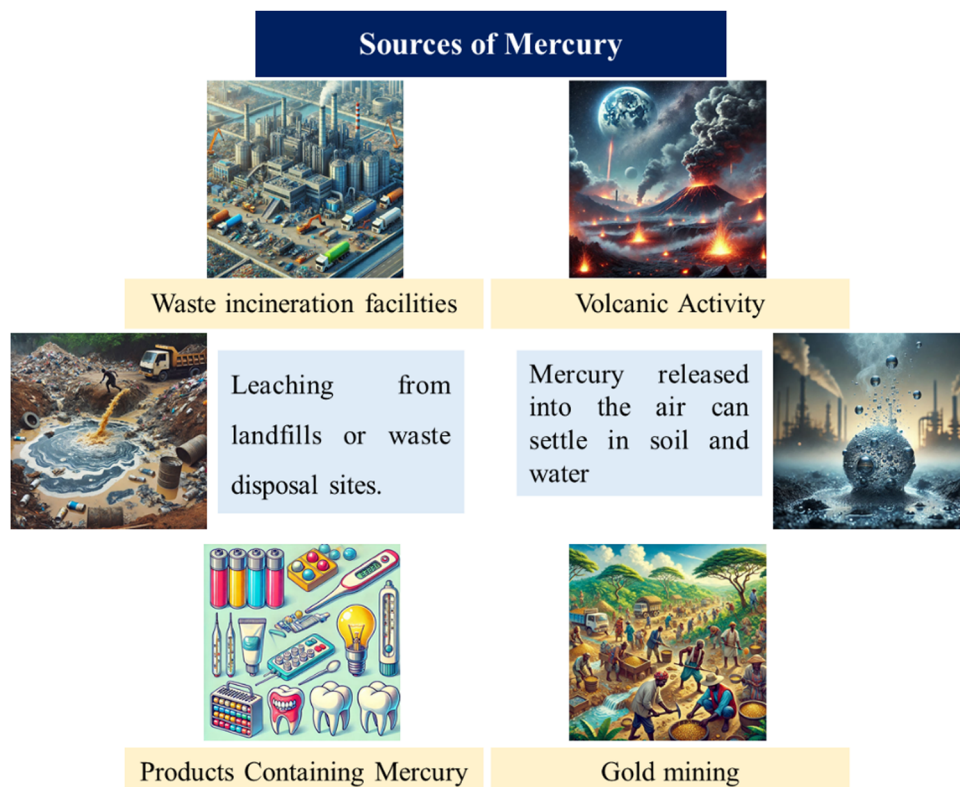 Sources of Mercury
Waste incineration facilities
Volcanic Activity
Leaching from
landfills or waste
disposal sites.
Mercury released
into the air can
settle in soil and
water
Products Containing Mercury
Gold mining